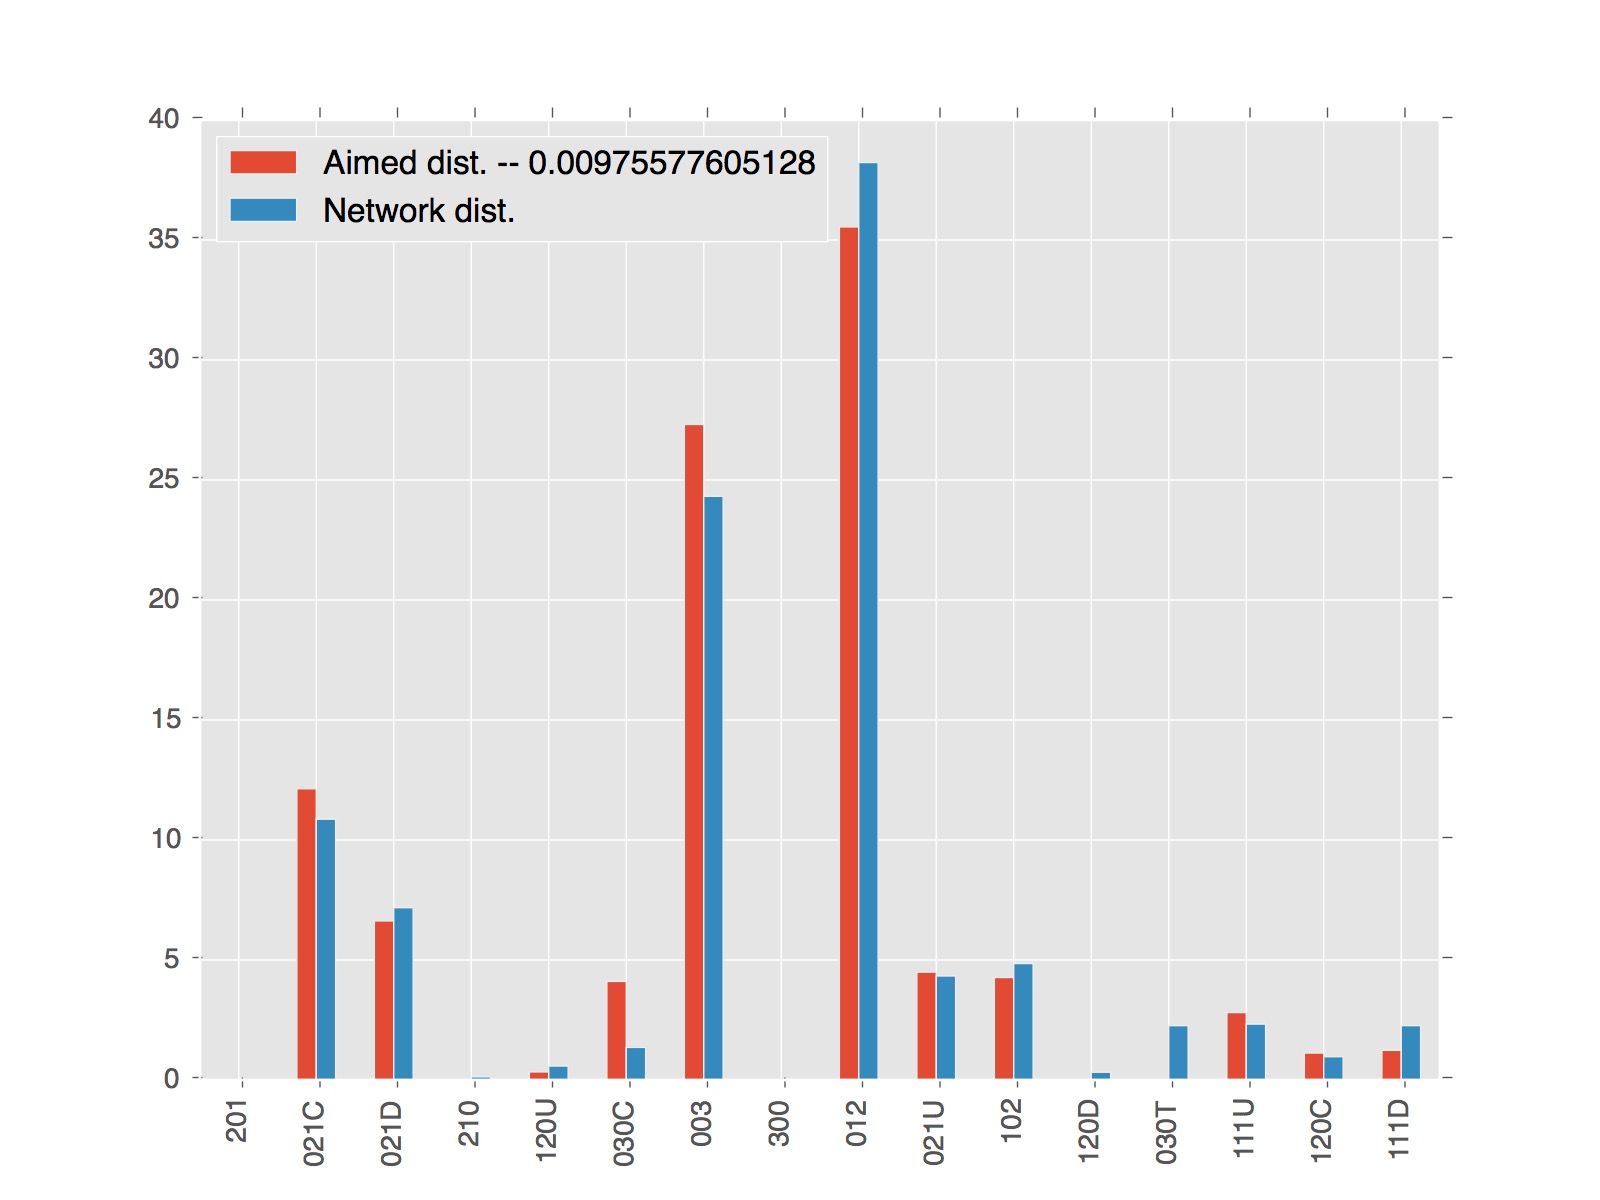 40
35
30
25
20
15
10
5
0
Aimed dist. -- 0.00975577605128
Network dist.
201
021C
021D
210
120U
030C
003
300
012
021U
102
120D
030T
111U
120C
111D